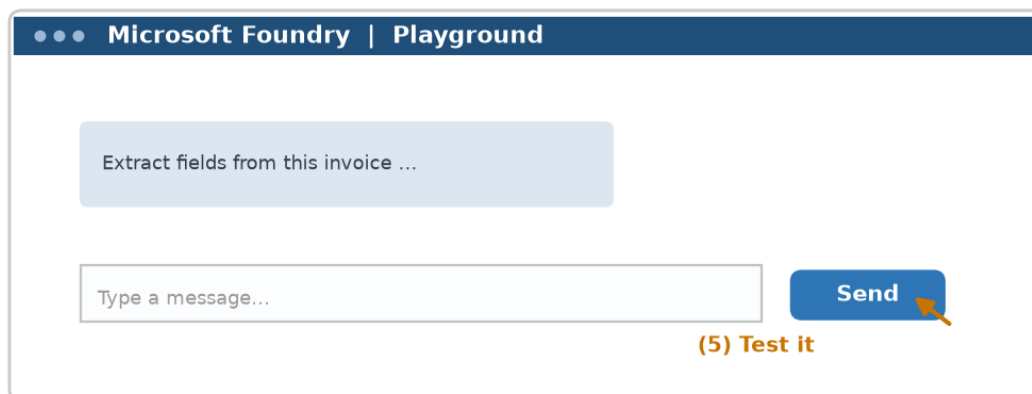 Microsoft Foundry | Playground
Extract fields from this invoice ...
Type a message...
Send
(5) Test it